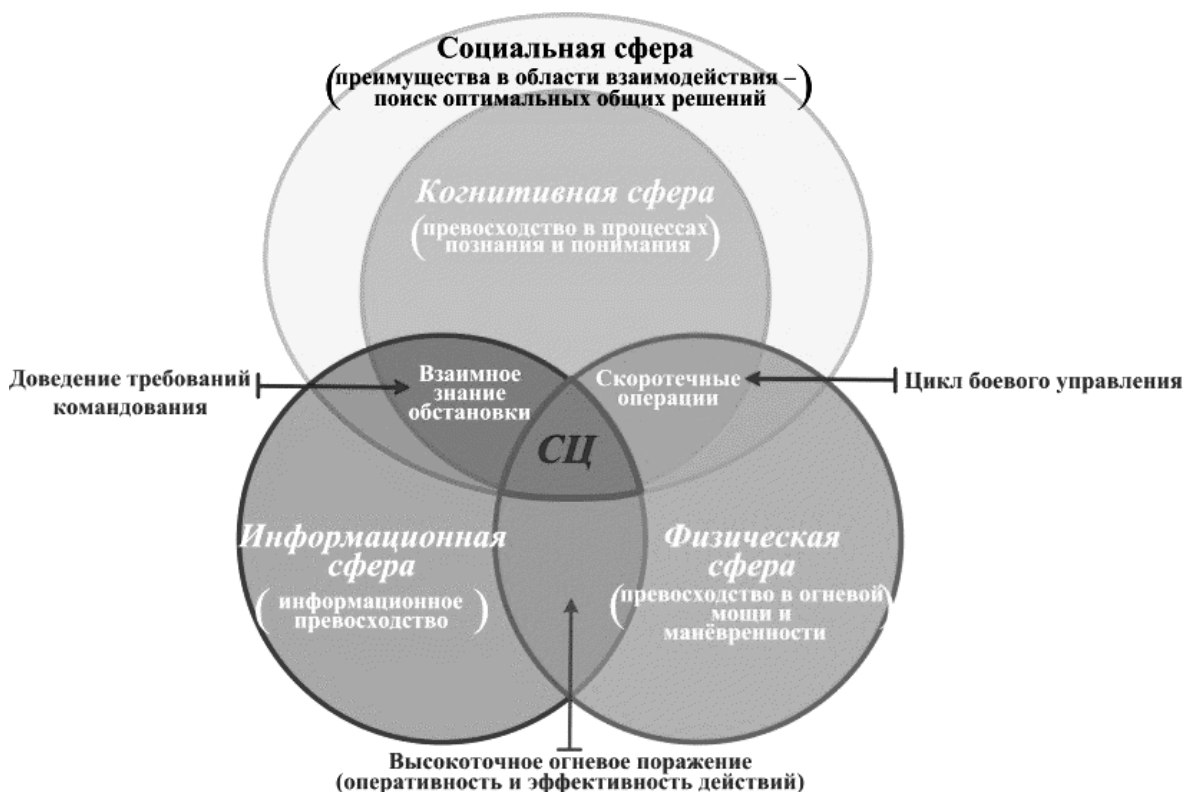 Социальная сфера
(преимущества в области взаимодействия –
поиск оптимальных общих решений)
Когнитивная сфера
(превосходство в процессах
познания и понимания)
Доведение требований
командования
Взаимное
знание
обстановки
Скоротечные
операции
Цикл боевого управления
СЦ
Информационная
сфера
(информационное
превосходство)
Физическая
сфера
(превосходство в огневой
мощи и
манёвренности)
Высокоточное огневое поражение
(оперативность и эффективность действий)